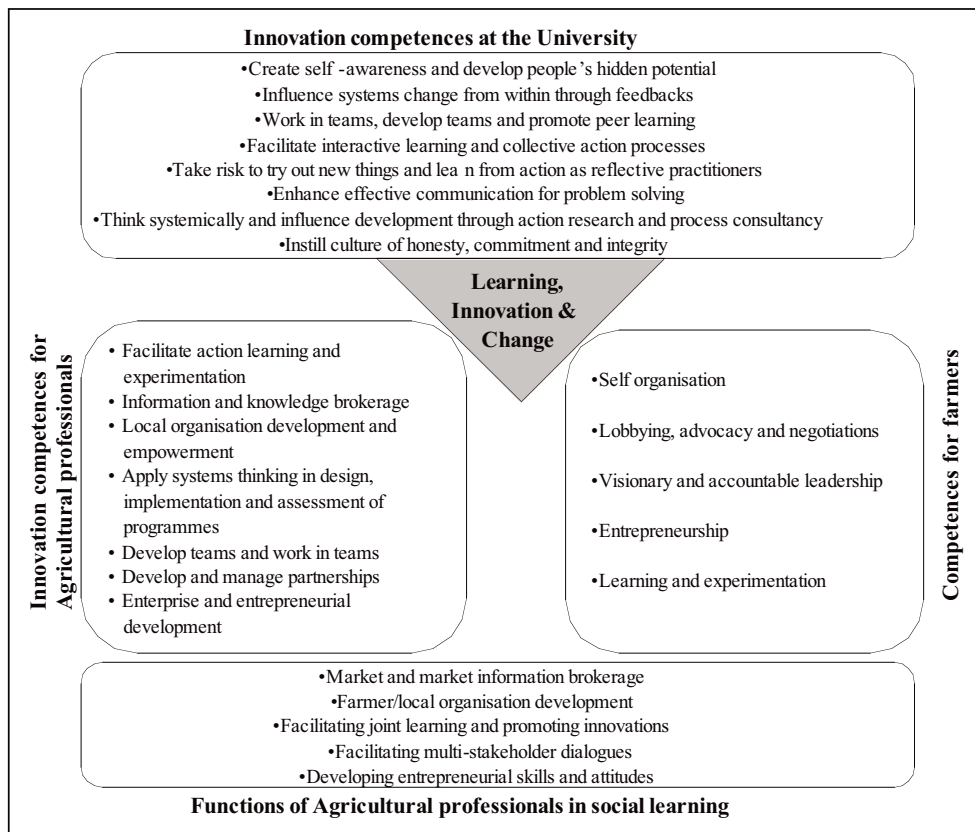 Innovation competences at the University
•Create self -awareness and develop people's hidden potential
•Influence systems change from within through feedbacks
•Work in teams, develop teams and promote peer learning
•Facilitate interactive learning and collective action processes
•Take risk to try out new things and lea n from action as reflective practitioners
•Enhance effective communication for problem solving
•Think systemically and influence development through action research and process consultancy
•Instill culture of honesty, commitment and integrity
Learning,
Innovation &
Change
Innovation competences for
Agricultural professionals
• Facilitate action learning and
experimentation
• Information and knowledge brokerage
• Local organisation development and
empowerment
• Apply systems thinking in design,
implementation and assessment of
programmes
• Develop teams and work in teams
• Develop and manage partnerships
• Enterprise and entrepreneurial
development
•Self organisation
•Lobbying, advocacy and negotiations
•Visionary and accountable leadership
•Entrepreneurship
•Learning and experimentation
Competences for farmers
•Market and market information brokerage
•Farmer/local organisation development
•Facilitating joint learning and promoting innovations
•Facilitating multi-stakeholder dialogues
•Developing entrepreneurial skills and attitudes
Functions of Agricultural professionals in social learning